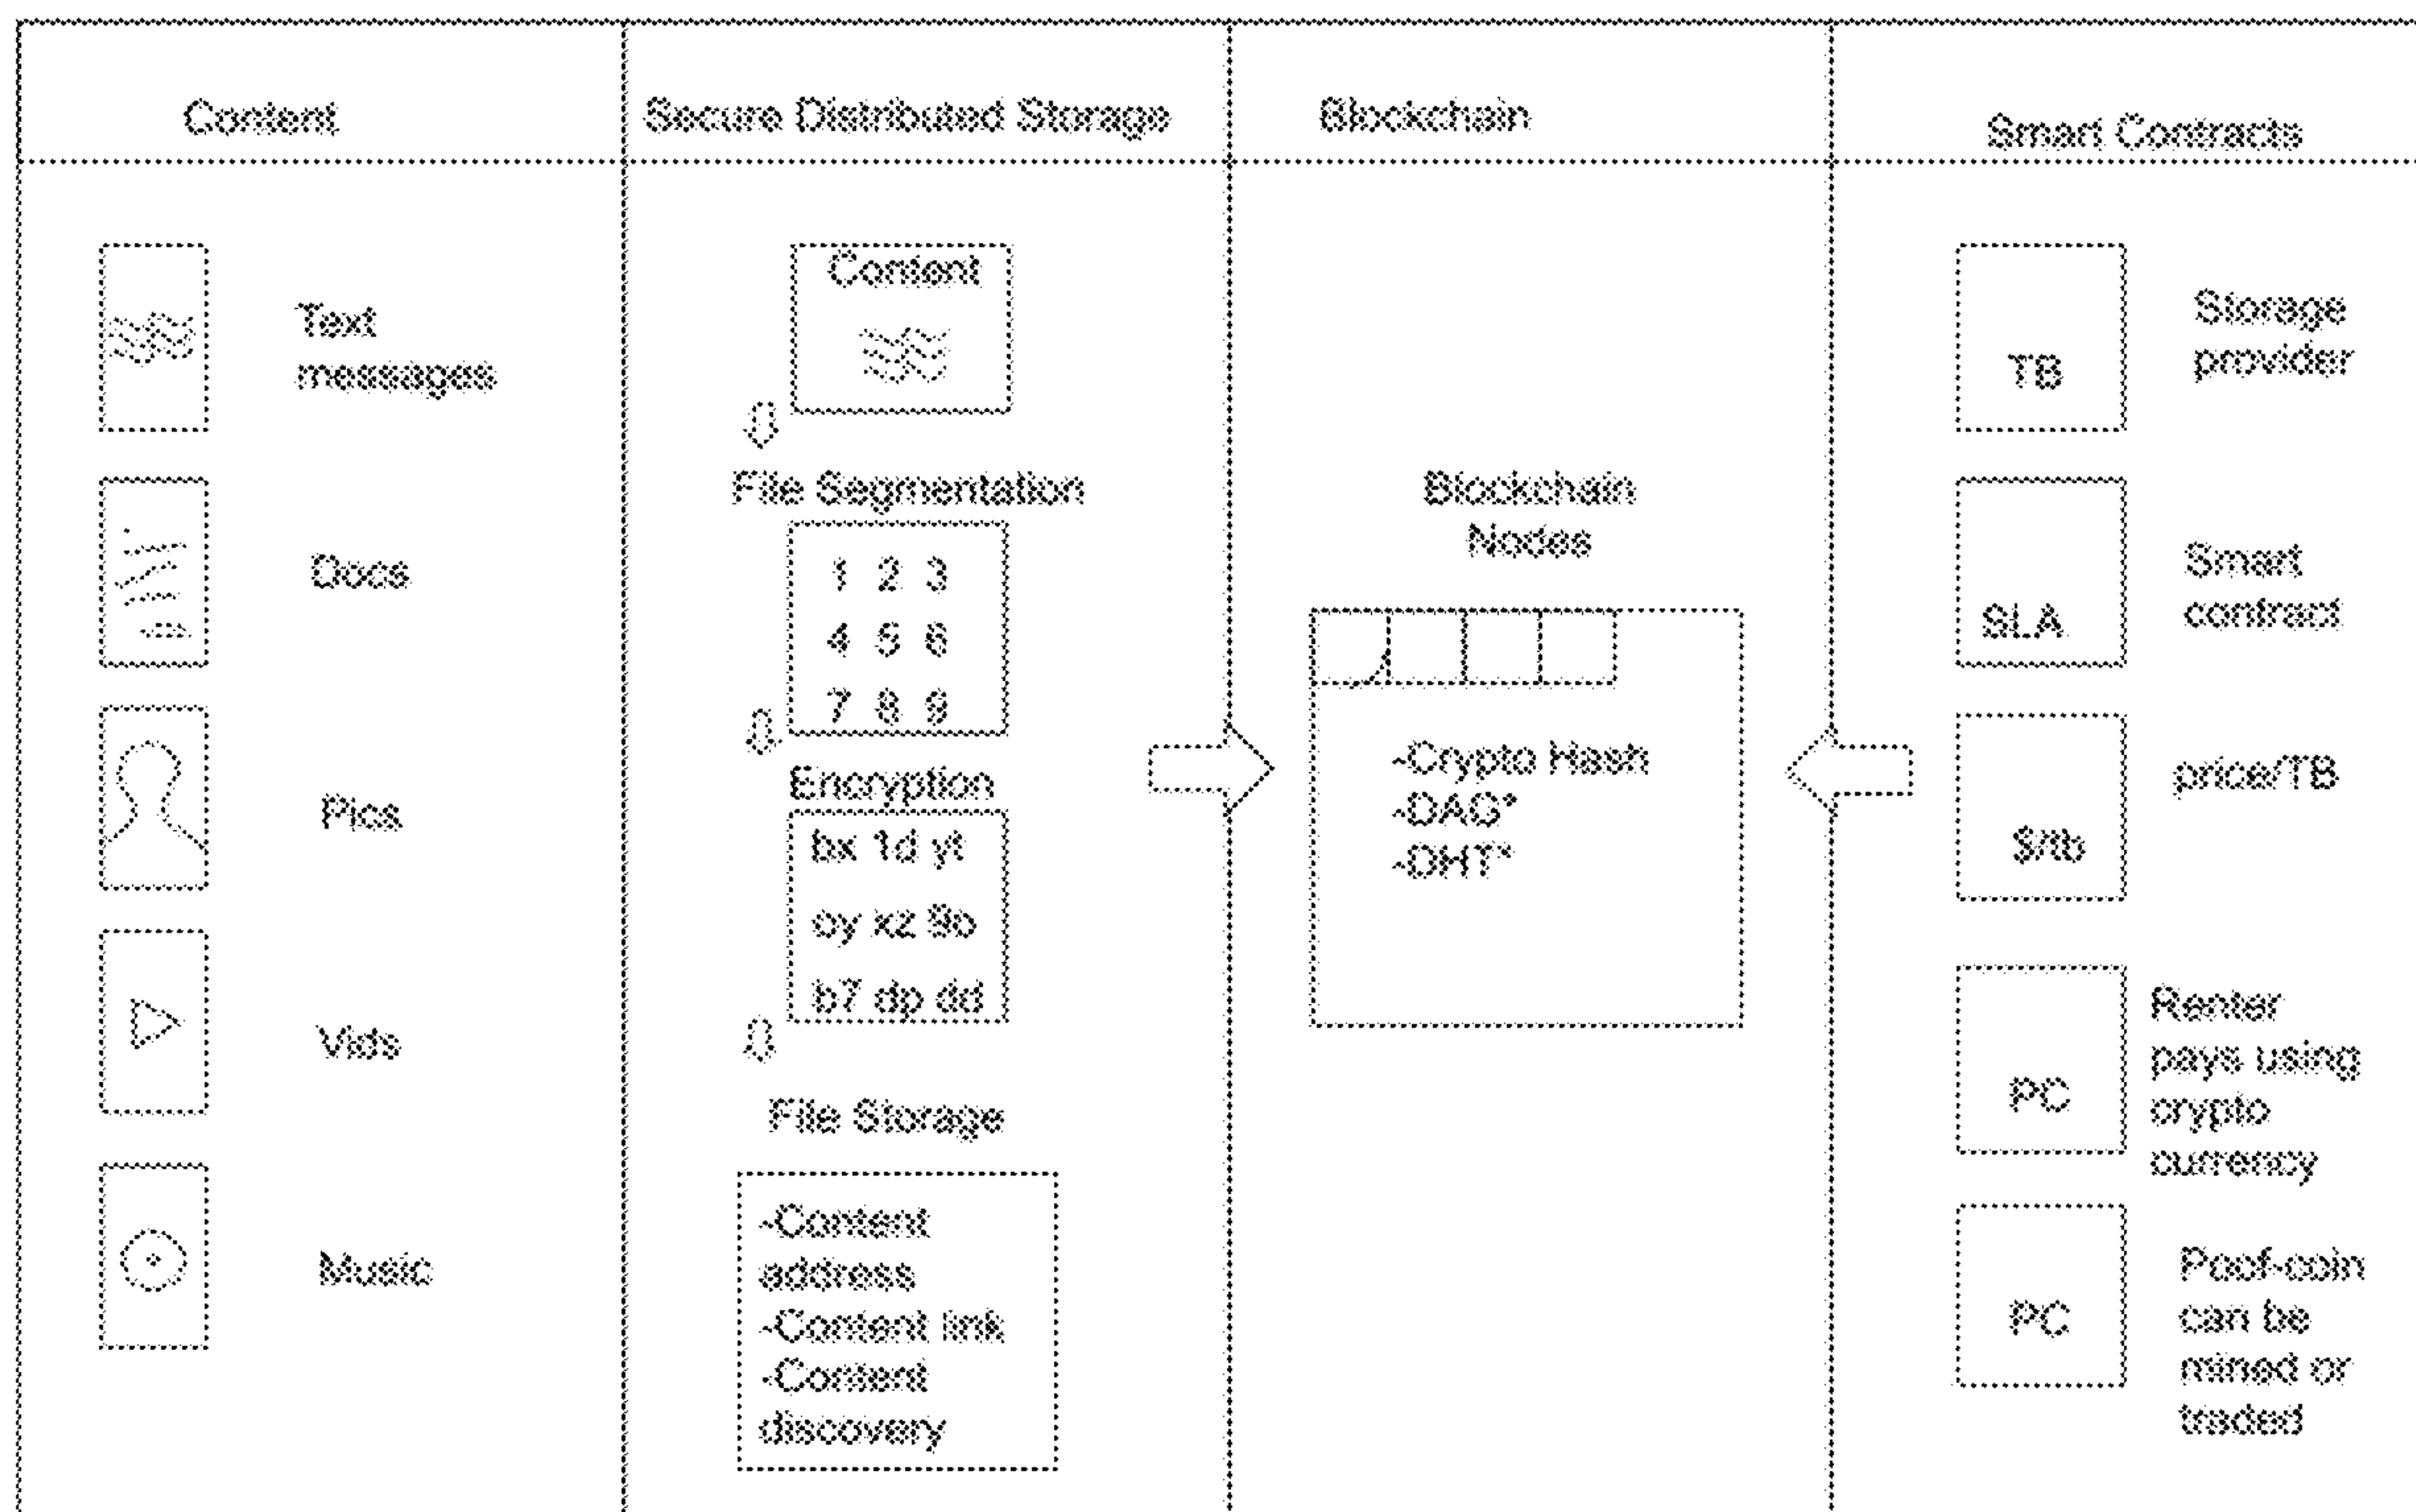 Content
Secure Distributed Storage
Blockchain
Smart Contracts
Text
messages
Docs
Pics
Vids
Music
Content
File Segmentation
1 2 3
4 5 6
7 8 9
Encryption
bx 1d yt
oy xz 9o
b7 dp dd
File Storage
-Content
address
-Content link
-Content
discovery
Blockchain
Nodes
-Crypto Hash
-DAG*
-DHT*
TB
Storage
provider
SLA
Smart
contract
$/tb
price/TB
PC
Renter
pays using
crypto
currency
PC
Poof-coin
can be
mined or
traded